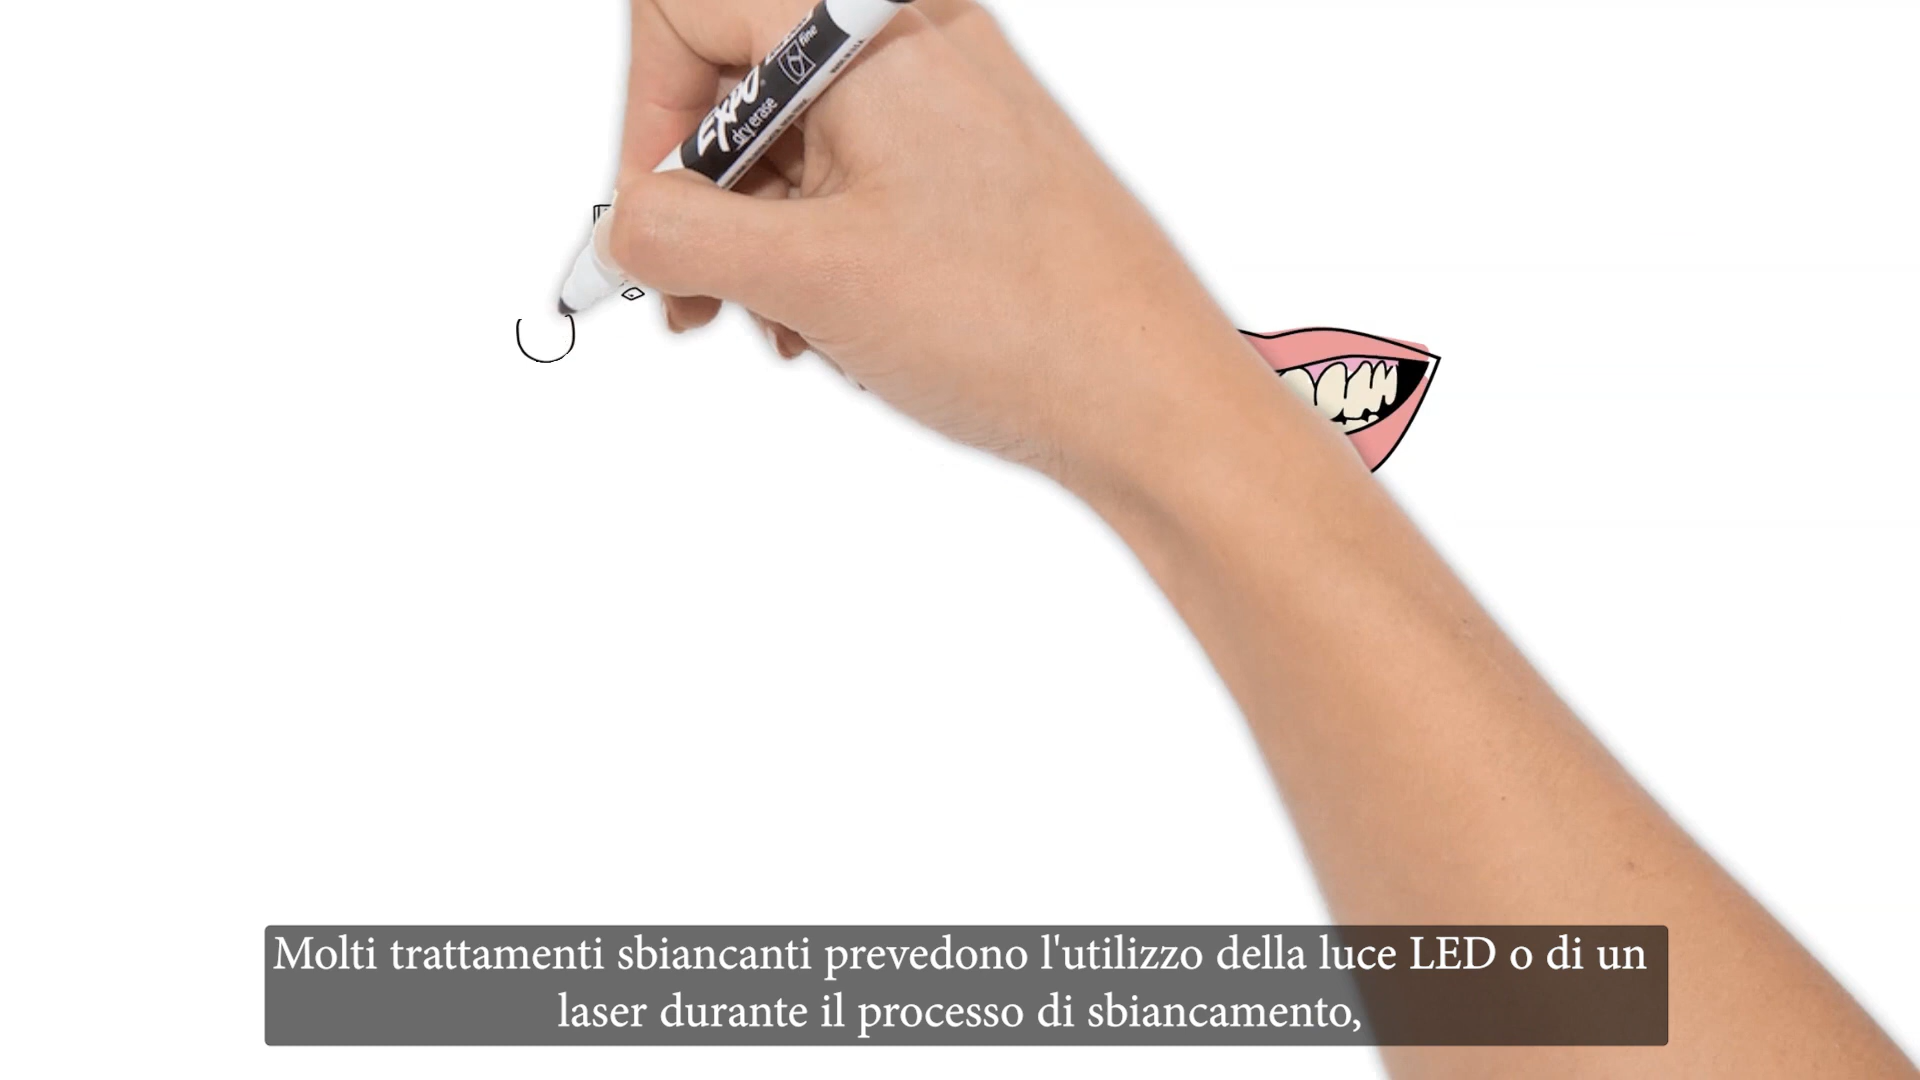 EXPO
dry erase
fine
Molti trattamenti sbiancanti prevedono l'utilizzo della luce LED o di un
laser durante il processo di sbiancamento,